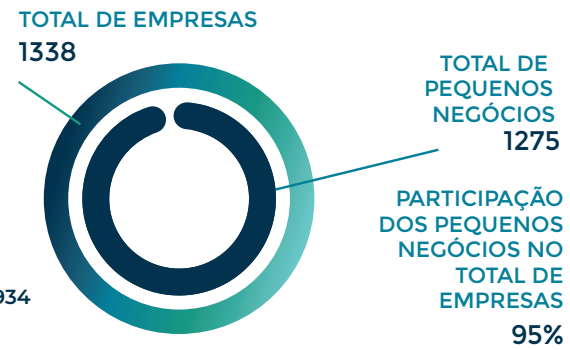 TOTAL DE EMPRESAS
1338
TOTAL DE
PEQUENOS
NEGÓCIOS
1275
PARTICIPAÇÃO
DOS PEQUENOS
NEGÓCIOS NO
TOTAL DE
EMPRESAS
95%
934